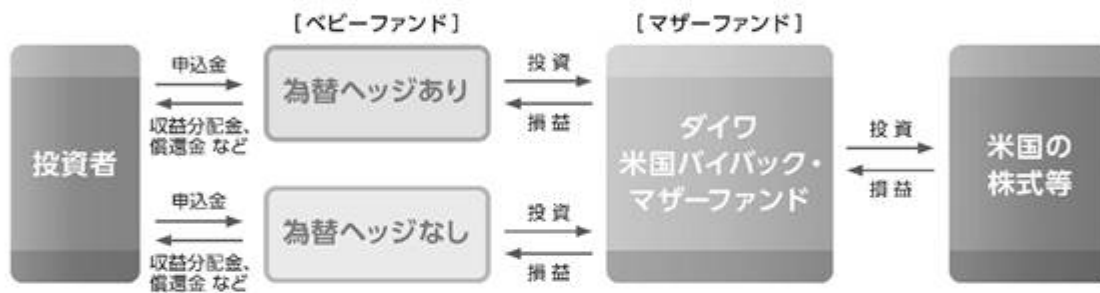 [ベビーファンド]
[マザーファンド]
投資者
申込金
収益分配金、
償還金 など
為替ヘッジあり
投 資
損 益
申込金
収益分配金、
償還金 など
為替ヘッジなし
投 資
損 益
ダイワ
米国バイバック・
マザーファンド
投 資
損 益
米国の
株式等